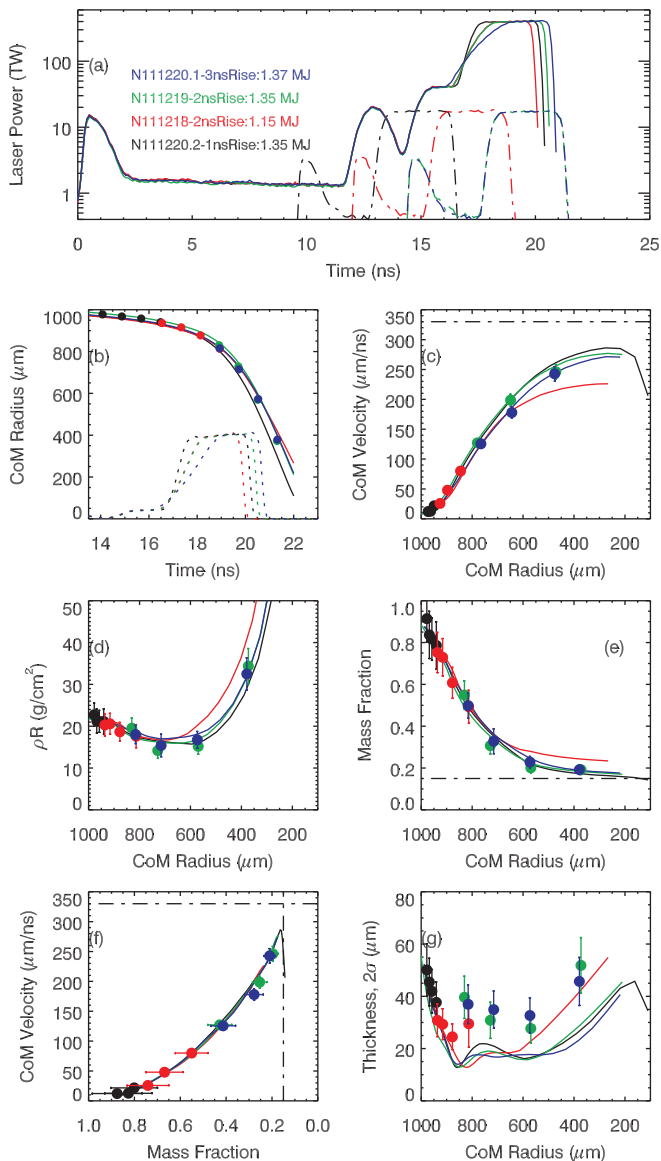 Laser Power (TW)
100
10
1
(a)
N111220.1-3nsRise:1.37 MJ
N111219-2nsRise:1.35 MJ
N111218-2nsRise:1.15 MJ
N111220.2-1nsRise:1.35 MJ
0 5 10 15 20 25
Time (ns)
CoM Radius (μm)
1000
800
600
400
200
0
(b)
14 16 18 20 22
Time (ns)
CoM Velocity (μm/ns)
350
300
250
200
150
100
50
0
(c)
1000 800 600 400 200
CoM Radius (μm)
ρR (g/cm²)
50
40
30
20
10
0
(d)
1000 800 600 400 200
CoM Radius (μm)
Mass Fraction
1.0
0.8
0.6
0.4
0.2
0.0
(e)
1000 800 600 400 200
CoM Radius (μm)
CoM Velocity (μm/ns)
350
300
250
200
150
100
50
0
(f)
1.0 0.8 0.6 0.4 0.2 0.0
Mass Fraction
Thickness, 2σ (μm)
80
60
40
20
0
(g)
1000 800 600 400 200
CoM Radius (μm)